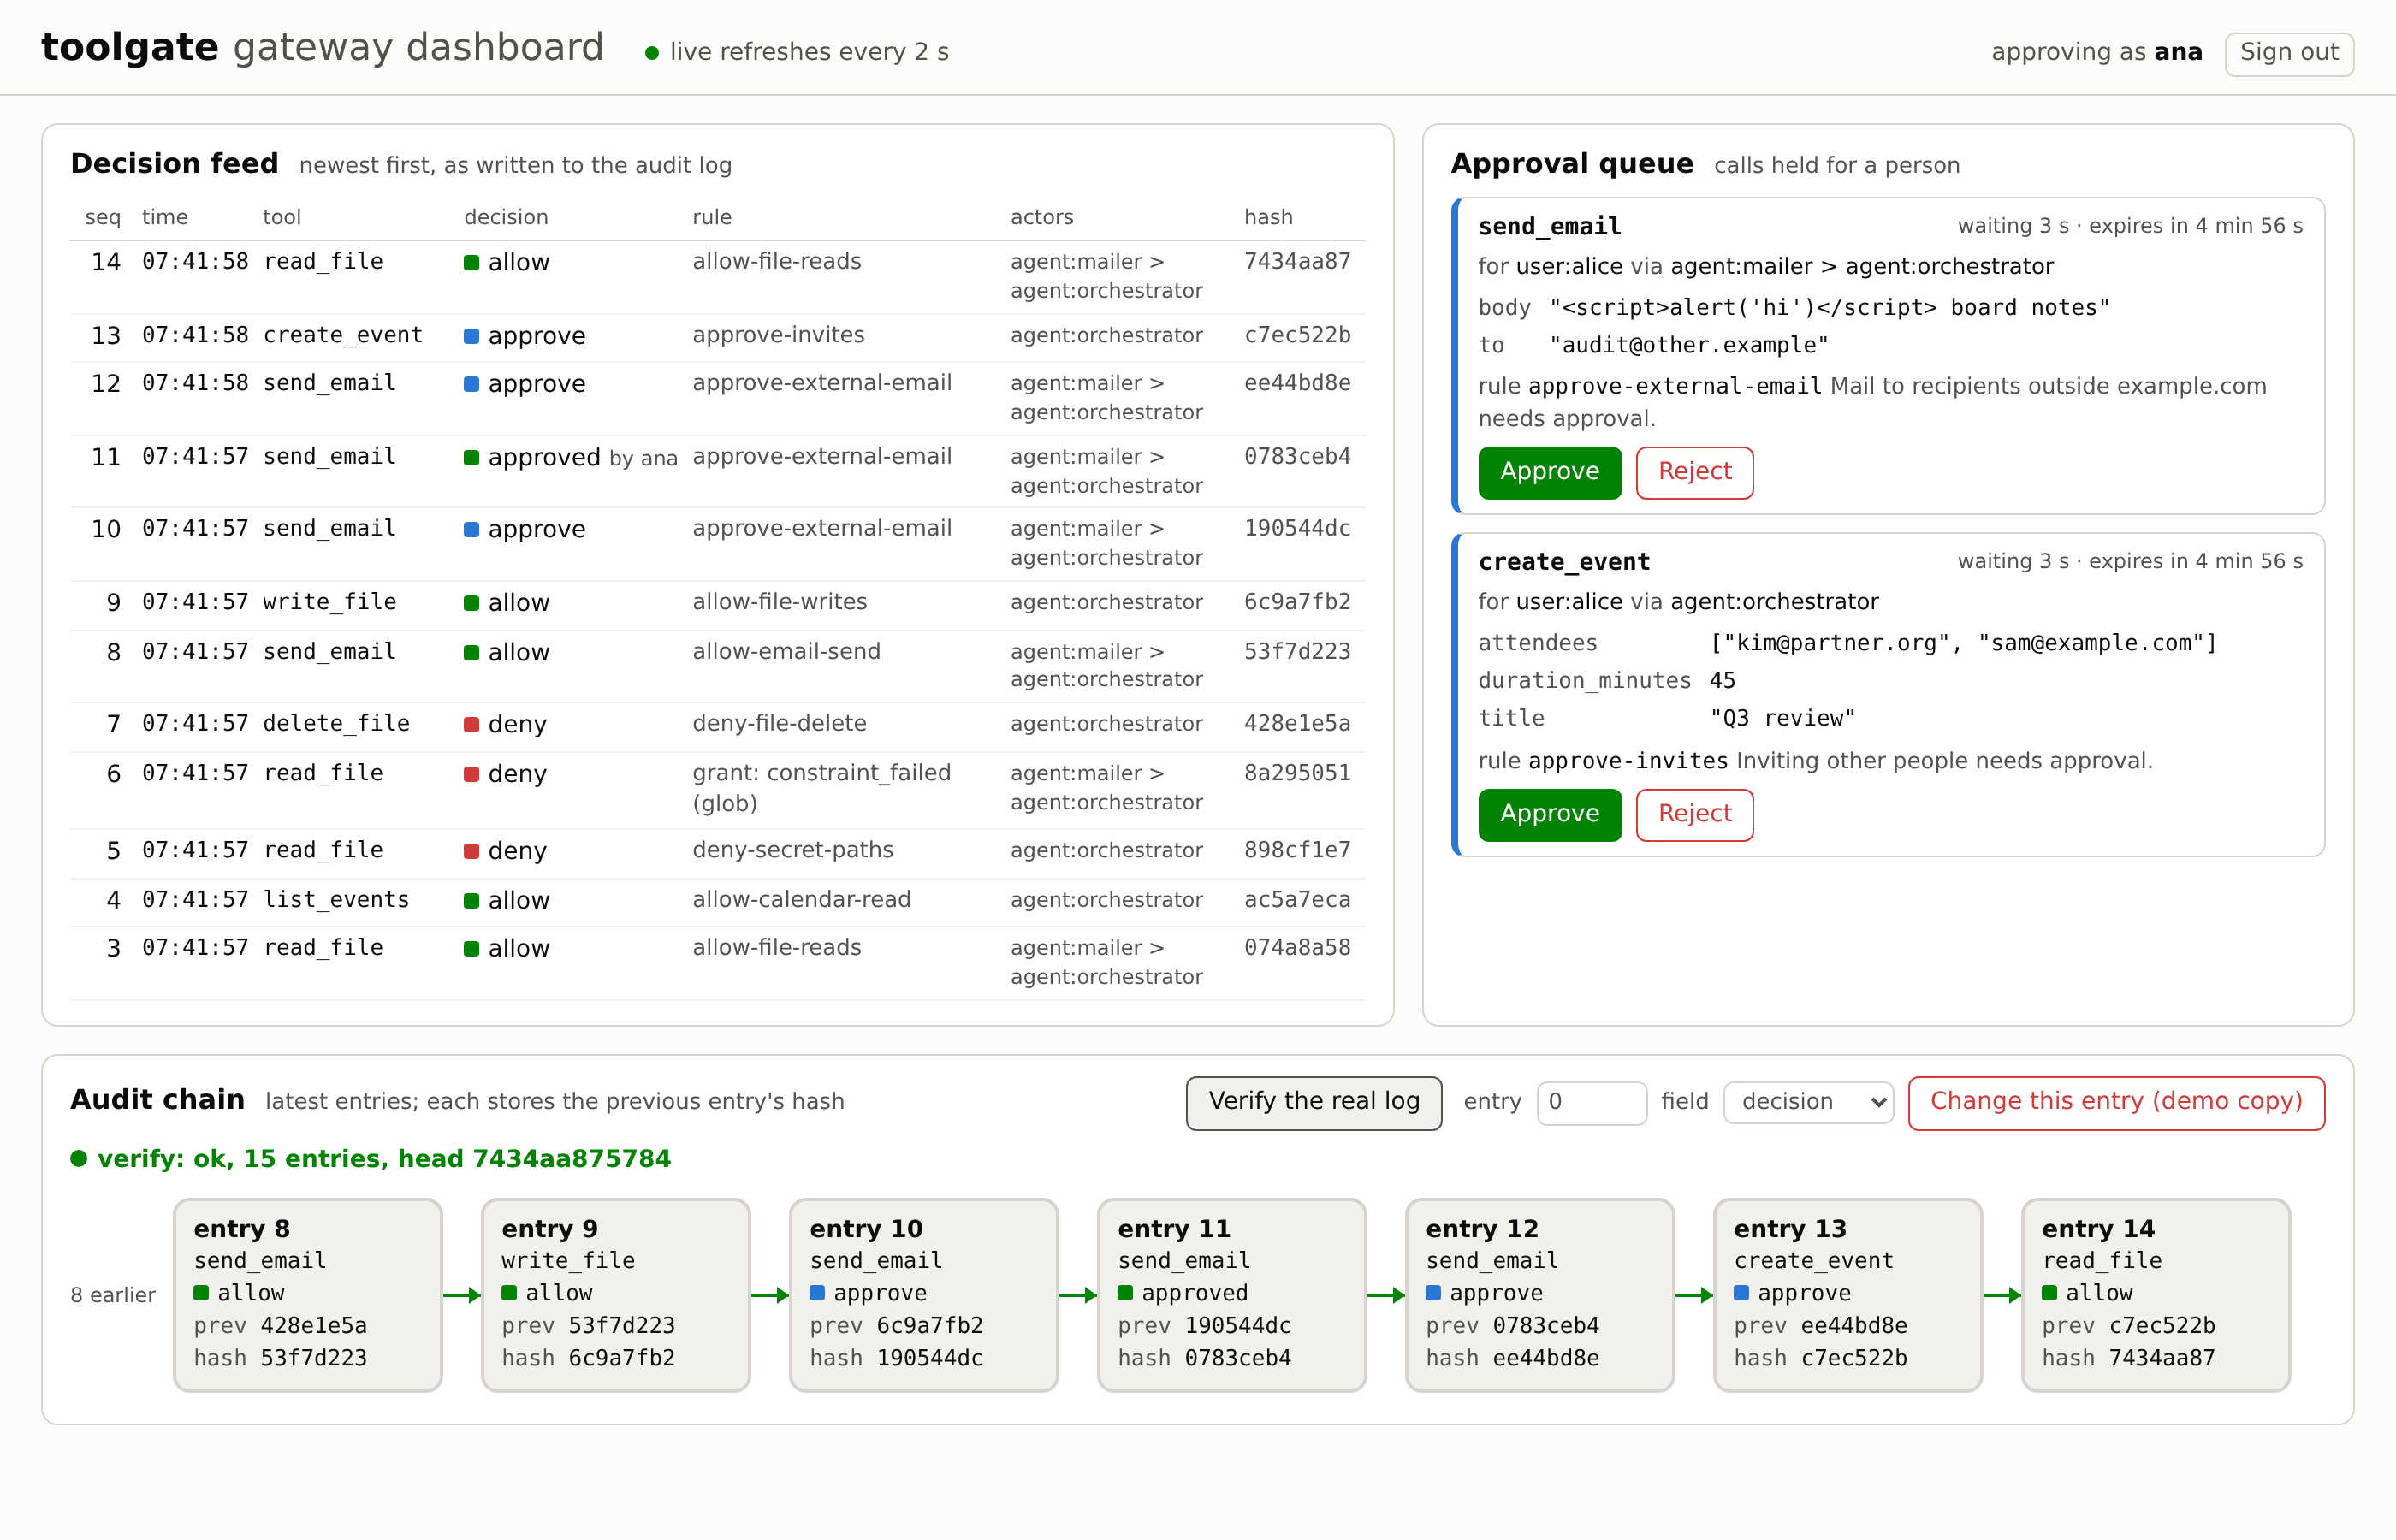 toolgate gateway dashboard live refreshes every 2 s approving as ana Sign out
Decision feed newest first, as written to the audit log
seq time tool decision rule actors hash
14 07:41:58 read_file allow allow-file-reads agent:mailer > 7434aa87
agent:orchestrator
13 07:41:58 create_event approve approve-invites agent:orchestrator c7ec522b
12 07:41:58 send_email approve approve-external-email agent:mailer > ee44bd8e
agent:orchestrator
11 07:41:57 send_email approved by ana approve-external-email agent:mailer > 0783ceb4
agent:orchestrator
10 07:41:57 send_email approve approve-external-email agent:mailer > 190544dc
agent:orchestrator
9 07:41:57 write_file allow allow-file-writes agent:orchestrator 6c9a7fb2
8 07:41:57 send_email allow allow-email-send agent:mailer > 53f7d223
agent:orchestrator
7 07:41:57 delete_file deny deny-file-delete agent:orchestrator 428e1e5a
6 07:41:57 read_file deny grant: constraint_failed agent:mailer > 8a295051
(glob) agent:orchestrator
5 07:41:57 read_file deny deny-secret-paths agent:orchestrator 898cf1e7
4 07:41:57 list_events allow allow-calendar-read agent:orchestrator ac5a7eca
3 07:41:57 read_file allow allow-file-reads agent:mailer > 074a8a58
agent:orchestrator
Approval queue calls held for a person
send_email waiting 3 s · expires in 4 min 56 s
for user:alice via agent:mailer > agent:orchestrator
body "<script>alert('hi')</script> board notes"
to "audit@other.example"
rule approve-external-email Mail to recipients outside example.com
needs approval.
Approve Reject
create_event waiting 3 s · expires in 4 min 56 s
for user:alice via agent:orchestrator
attendees ["kim@partner.org", "sam@example.com"]
duration_minutes 45
title "Q3 review"
rule approve-invites Inviting other people needs approval.
Approve Reject
Audit chain latest entries; each stores the previous entry's hash Verify the real log entry 0 field decision Change this entry (demo copy)
verify: ok, 15 entries, head 7434aa875784
8 earlier
entry 8
send_email
allow
prev 428e1e5a
hash 53f7d223
entry 9
write_file
allow
prev 53f7d223
hash 6c9a7fb2
entry 10
send_email
approve
prev 6c9a7fb2
hash 190544dc
entry 11
send_email
approved
prev 190544dc
hash 0783ceb4
entry 12
send_email
approve
prev 0783ceb4
hash ee44bd8e
entry 13
create_event
approve
prev ee44bd8e
hash c7ec522b
entry 14
read_file
allow
prev c7ec522b
hash 7434aa87